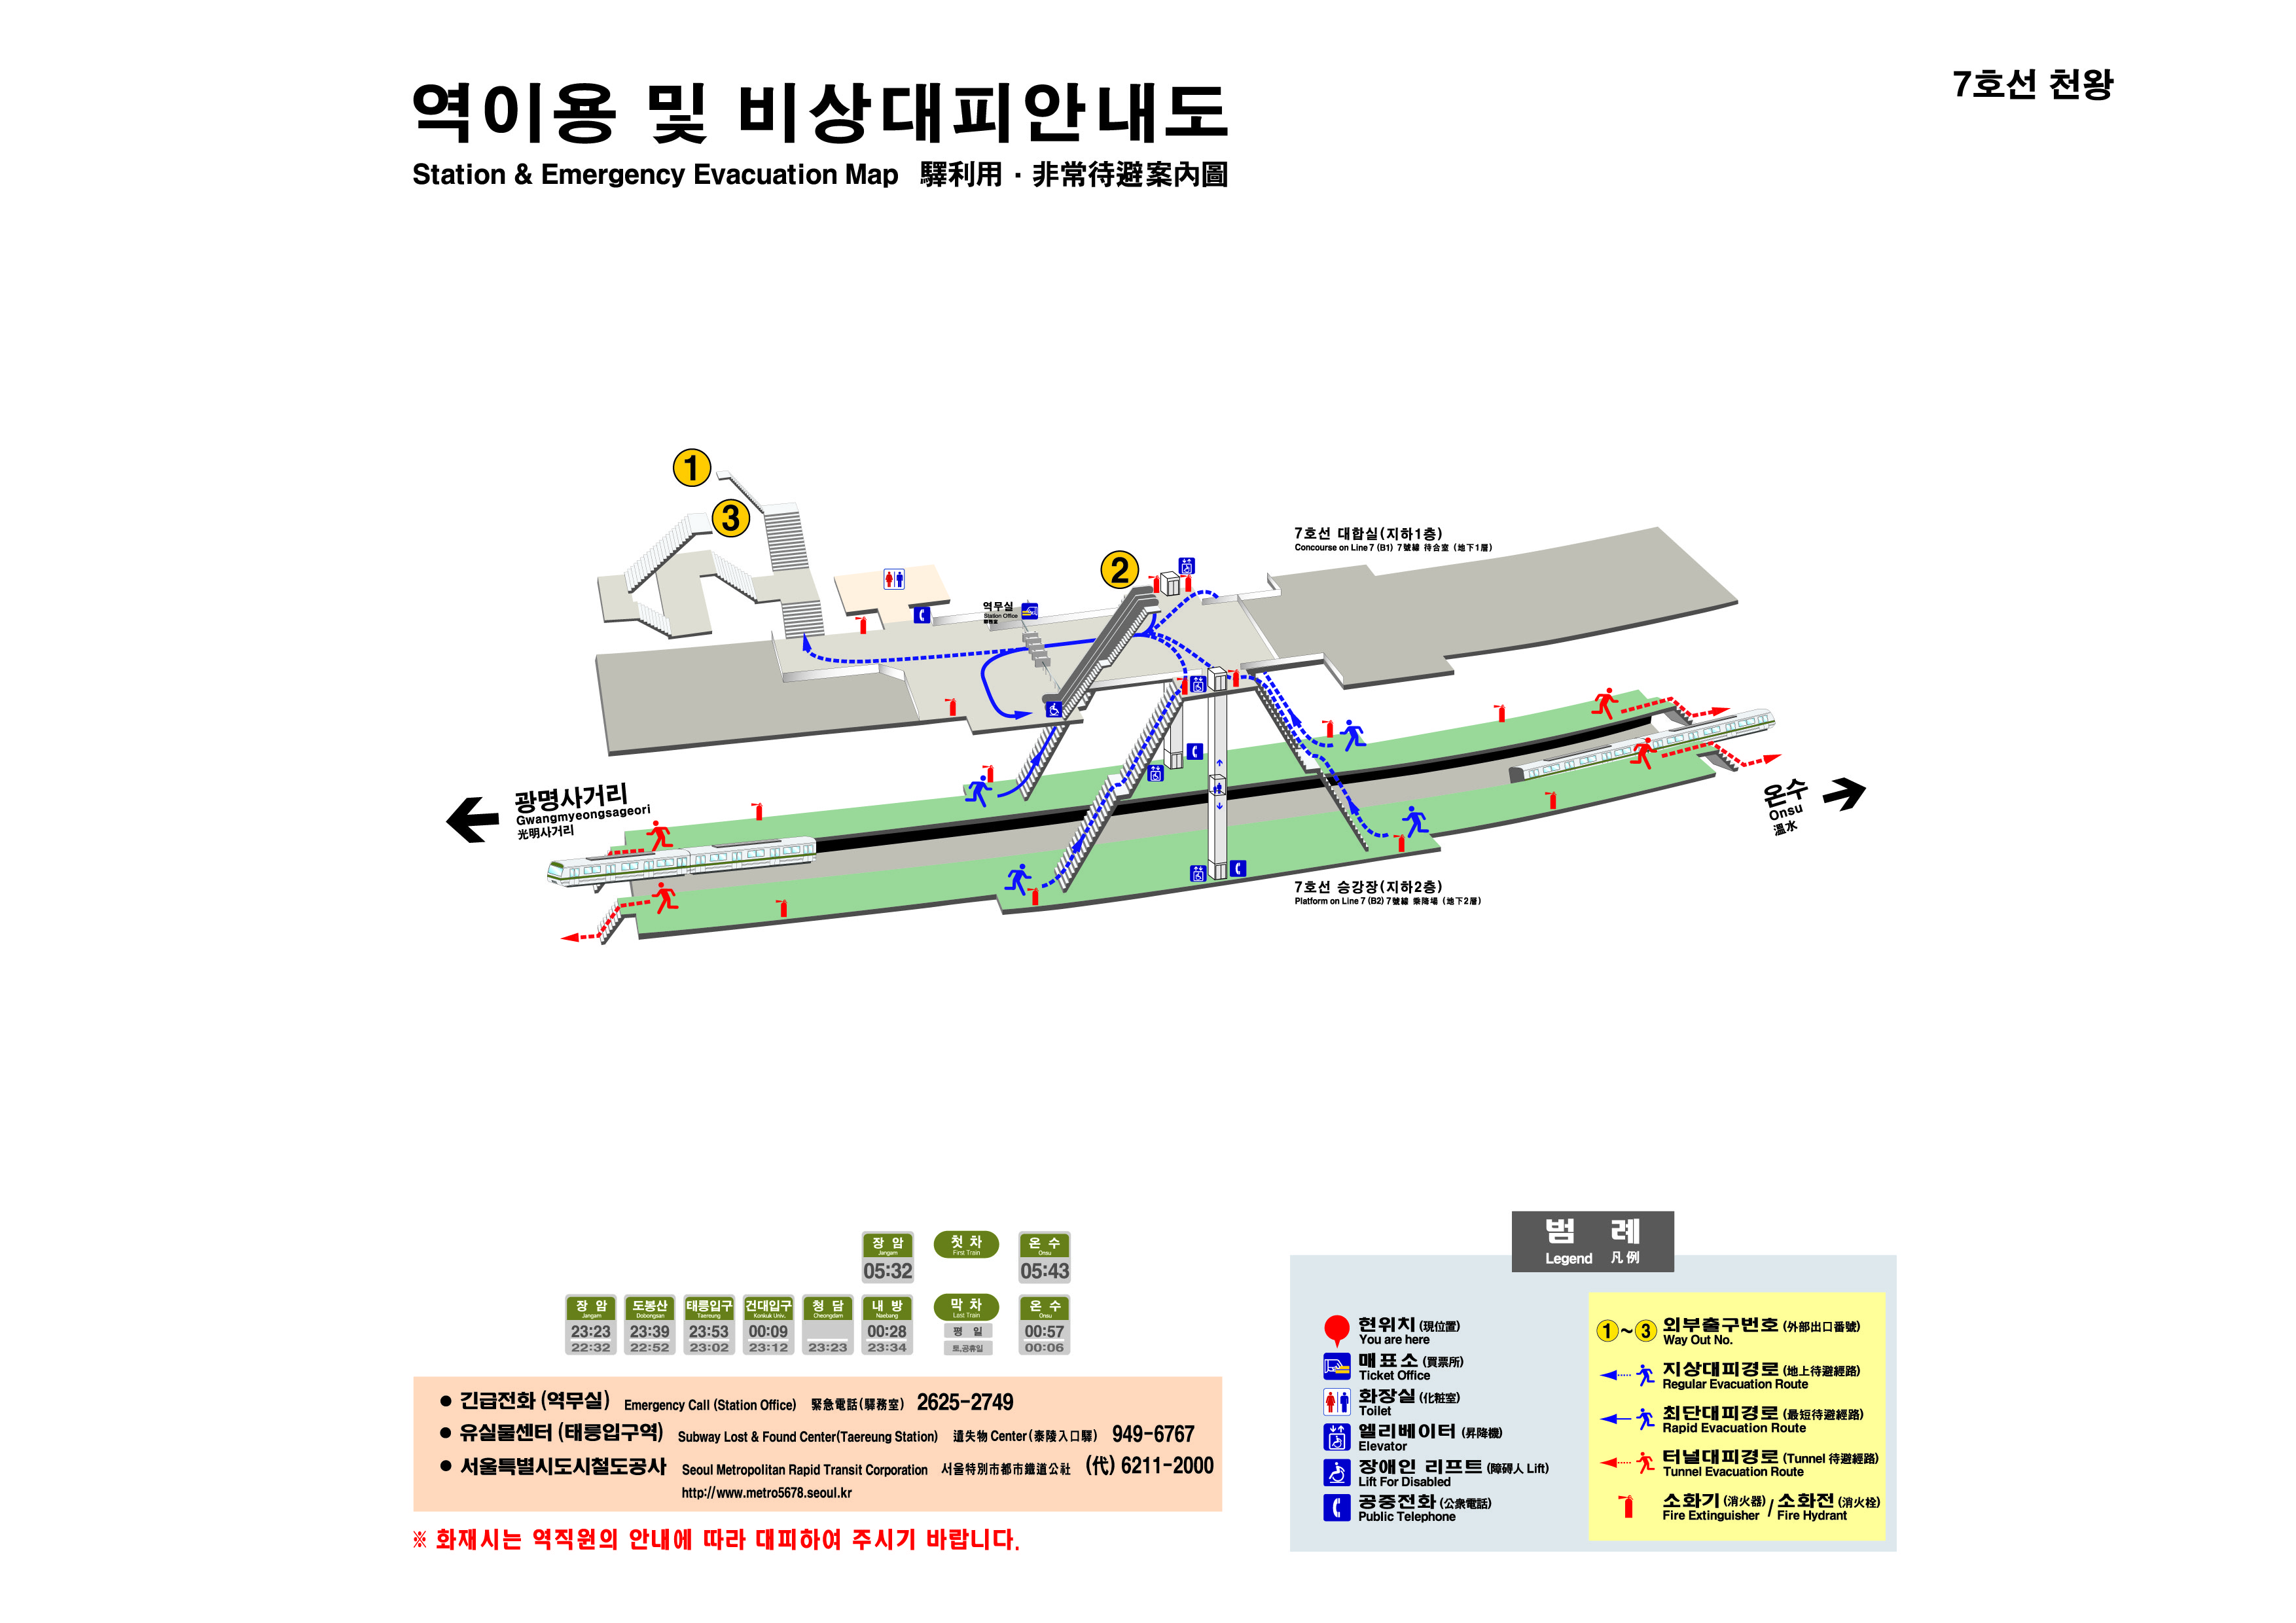 7호선 천왕
역이용 및 비상대피안내도
Station & Emergency Evacuation Map 驛利用 · 非常待避案內圖
1
3
2
7호선 대합실(지하1층)
Concourse on Line 7 (B1) 7號線 待合室 (地下1層)
역무실
Station Office
驛務室
광명사거리
Gwangmyeongsageori
光明사거리
온수
Onsu
溫水
7호선 승강장(지하2층)
Platform on Line 7 (B2) 7號線 乘降場 (地下2層)
장 암 첫 차 온 수
Jangam First Train Onsu
05:32 05:43
장 암 도봉산 태릉입구 건대입구 청 담 내 방 막 차 온 수
Jangam Dobongsan Taereung Konkuk Univ. Cheongdam Naebang Last Train Onsu
23:23 23:39 23:53 00:09 00:28 평 일 00:57
22:32 22:52 23:02 23:12 23:23 23:34 토,공휴일 00:06
● 긴급전화 (역무실) Emergency Call (Station Office) 緊急電話(驛務室) 2625-2749
● 유실물센터 (태릉입구역) Subway Lost & Found Center(Taereung Station) 遺失物 Center(泰陵入口驛) 949-6767
● 서울특별시도시철도공사 Seoul Metropolitan Rapid Transit Corporation 서울特別市都市鐵道公社 (代) 6211-2000
http://www.metro5678.seoul.kr
※ 화재시는 역직원의 안내에 따라 대피하여 주시기 바랍니다.
범 례
Legend 凡例
현위치 (現位置)
You are here
매표소 (買票所)
Ticket Office
화장실 (化粧室)
Toilet
엘리베이터 (昇降機)
Elevator
장애인 리프트 (障碍人 Lift)
Lift For Disabled
공중전화 (公衆電話)
Public Telephone
1 ~ 3 외부출구번호 (外部出口番號)
Way Out No.
지상대피경로 (地上待避經路)
Regular Evacuation Route
최단대피경로 (最短待避經路)
Rapid Evacuation Route
터널대피경로 (Tunnel 待避經路)
Tunnel Evacuation Route
소화기 (消火器) / 소화전 (消火栓)
Fire Extinguisher / Fire Hydrant